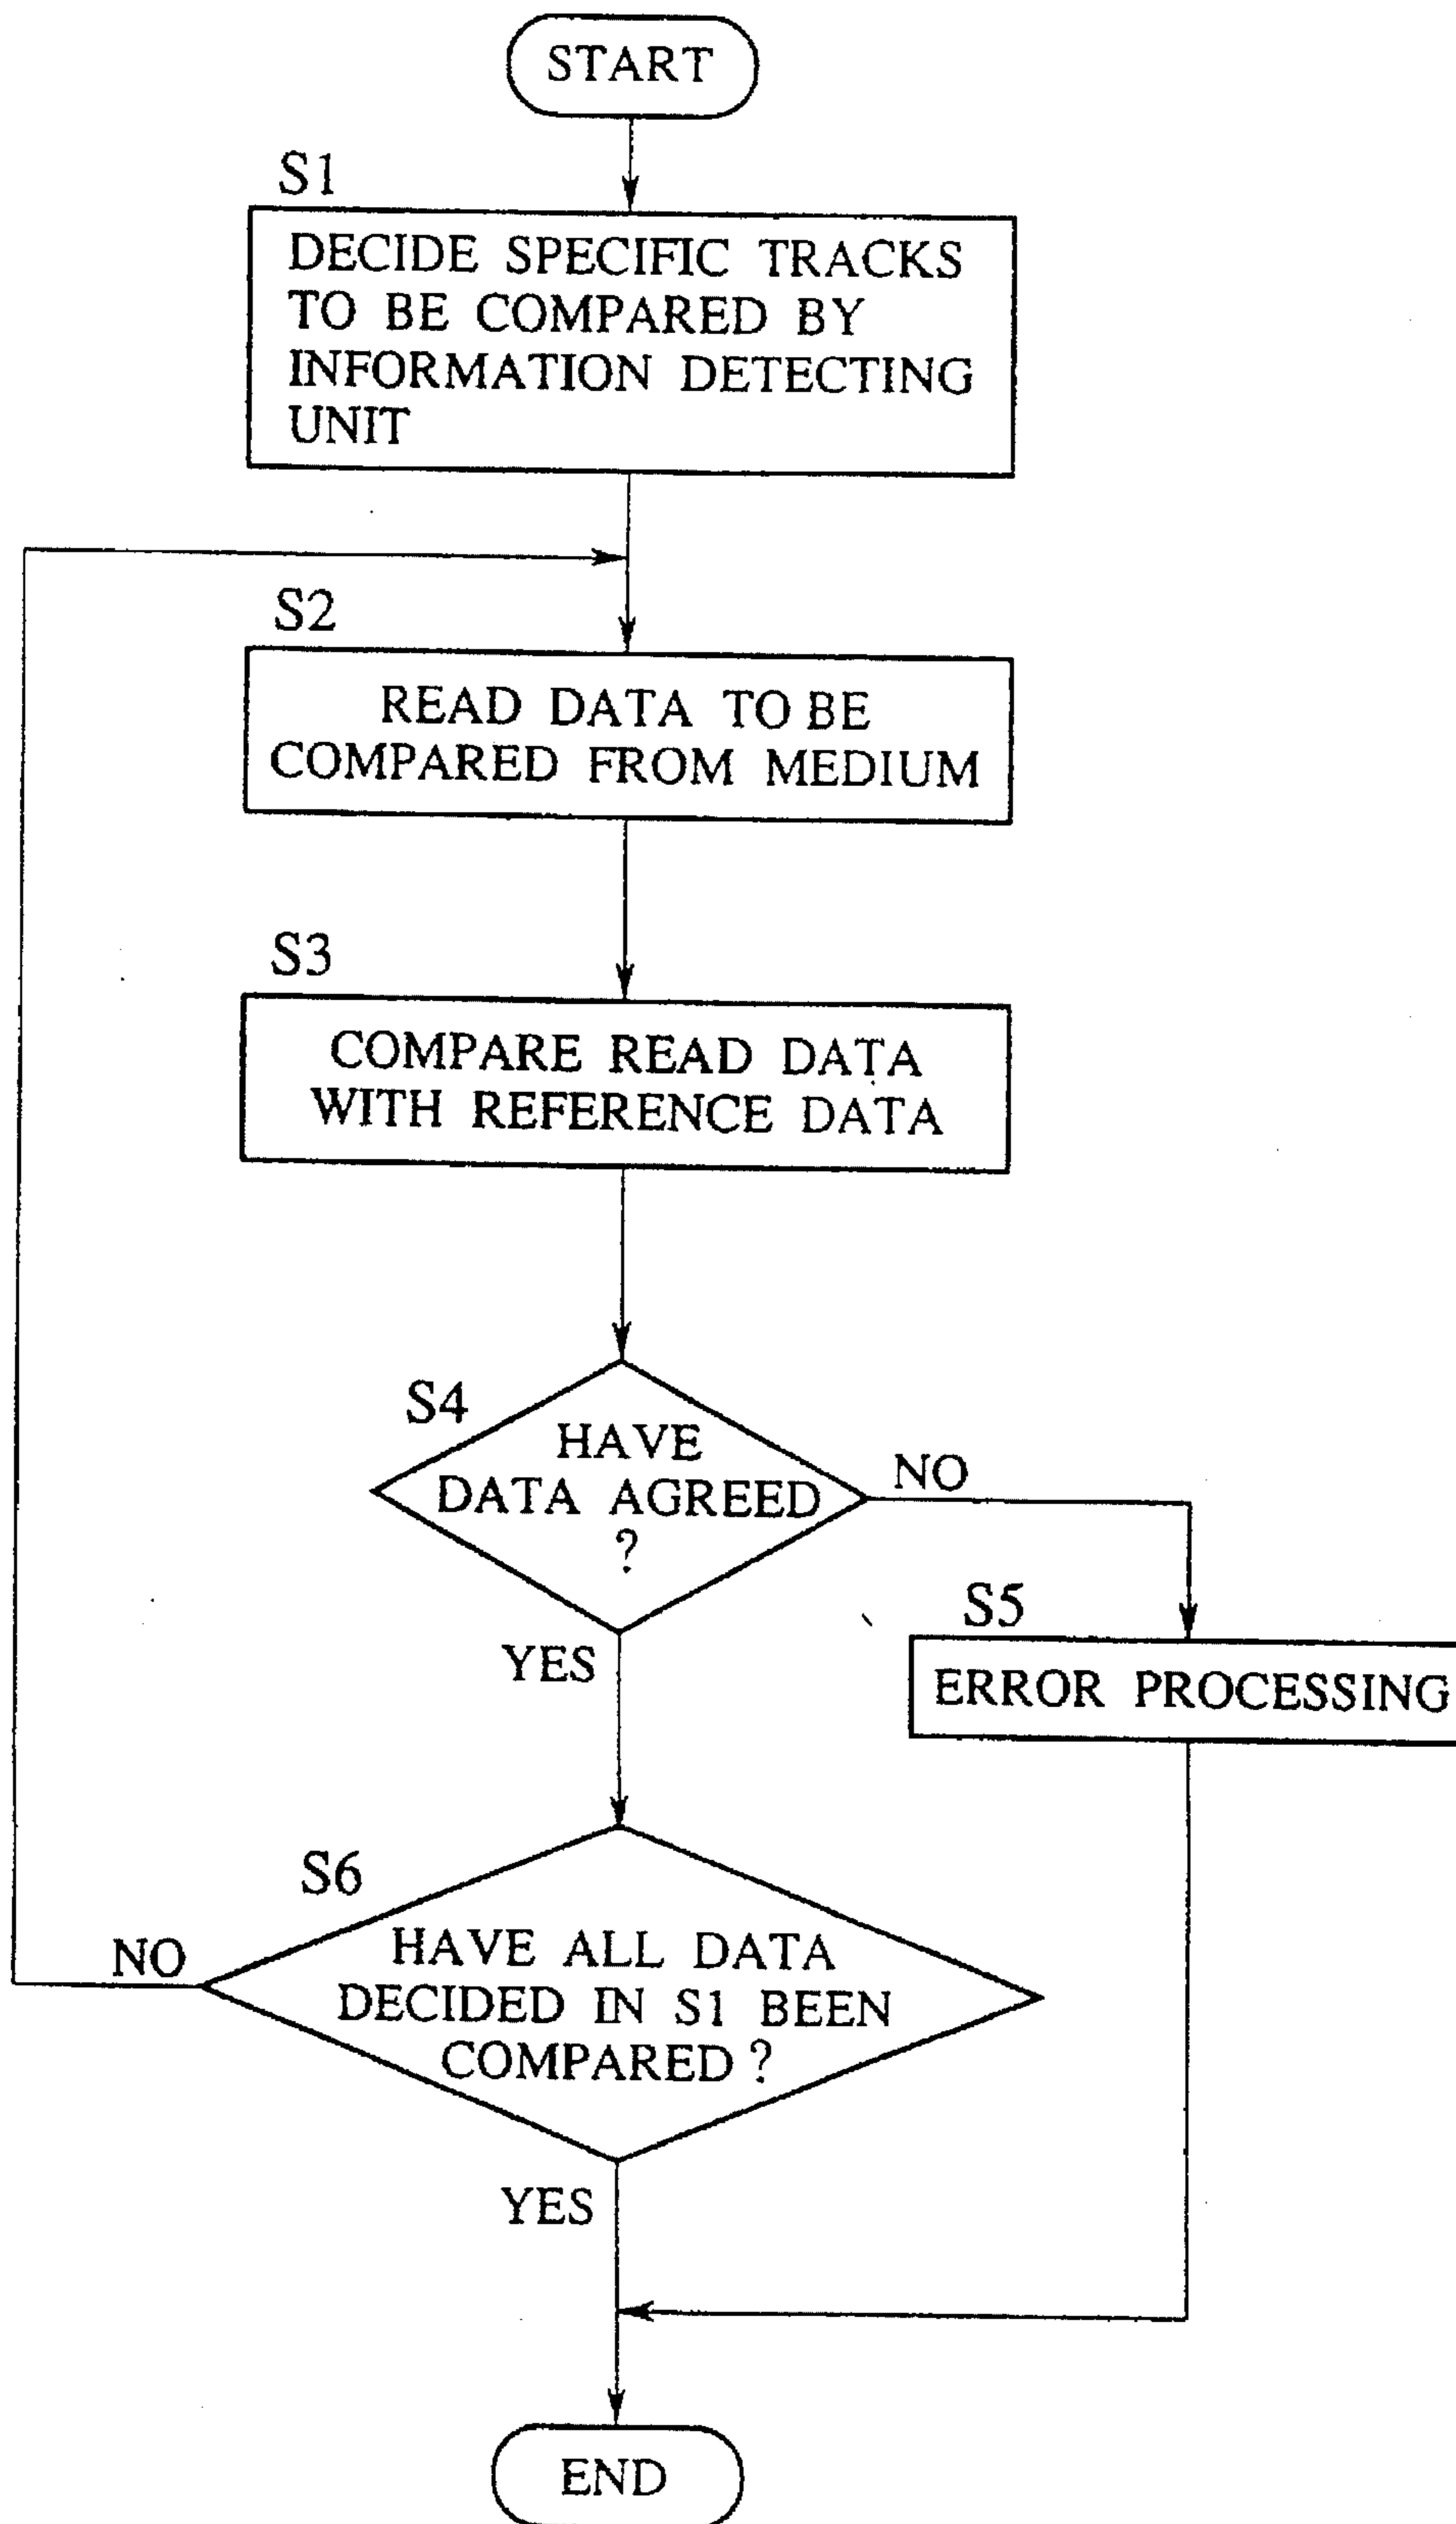 START
S1
DECIDE SPECIFIC TRACKS
TO BE COMPARED BY
INFORMATION DETECTING
UNIT
S2
READ DATA TO BE
COMPARED FROM MEDIUM
S3
COMPARE READ DATA
WITH REFERENCE DATA
S4
HAVE
DATA AGREED
?
NO
YES
S5
ERROR PROCESSING
S6
HAVE ALL DATA
DECIDED IN S1 BEEN
COMPARED ?
NO
YES
END